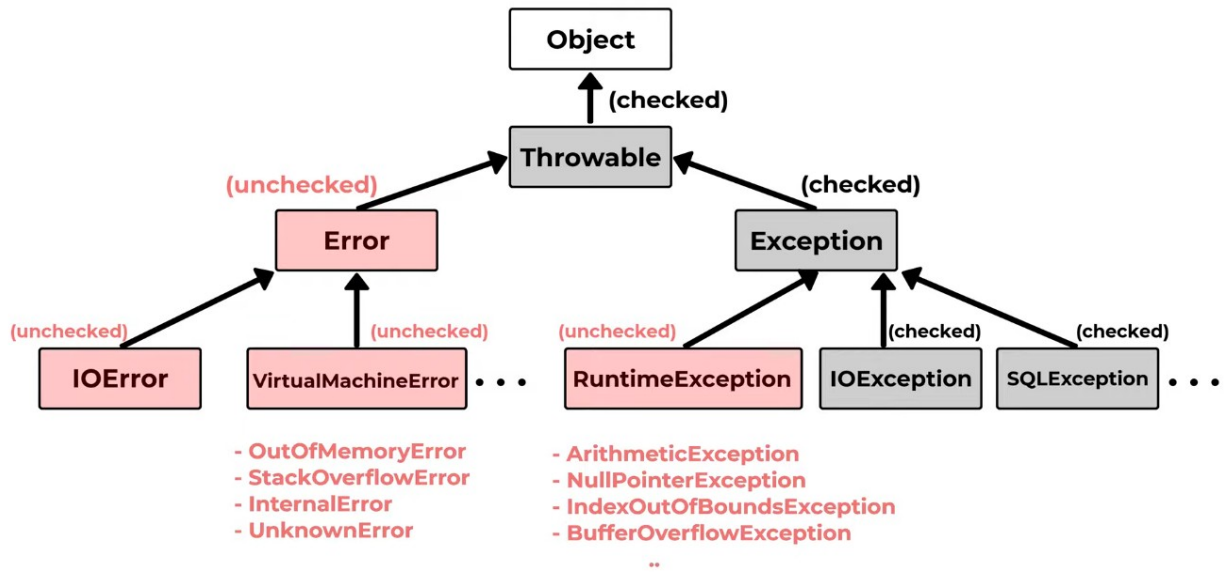 Object
(checked)
Throwable
(unchecked)
(checked)
Error
Exception
(unchecked)
(unchecked)
(unchecked)
(checked)
(checked)
IOError
VirtualMachineError
. . .
RuntimeException
IOException
SQLException
. . .
- OutOfMemoryError
- StackOverflowError
- InternalError
- UnknownError
- ArithmeticException
- NullPointerException
- IndexOutOfBoundsException
- BufferOverflowException
..